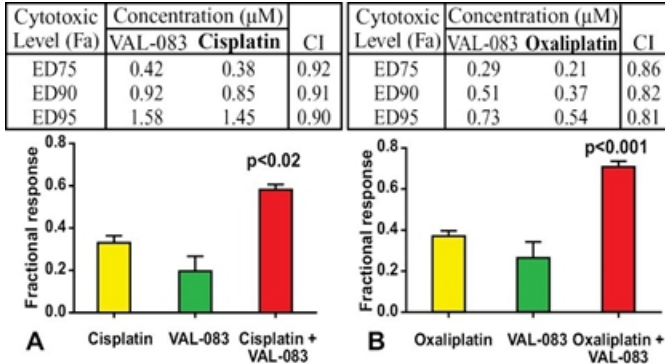 Cytotoxic Level (Fa) Concentration (µM) CI
VAL-083 Cisplatin
ED75 0.42 0.38 0.92
ED90 0.92 0.85 0.91
ED95 1.58 1.45 0.90
Cytotoxic Level (Fa) Concentration (µM) CI
VAL-083 Oxaliplatin
ED75 0.29 0.21 0.86
ED90 0.51 0.37 0.82
ED95 0.73 0.54 0.81
Fractional response
0.8
0.6
0.4
0.2
0.0
p<0.02
A
Cisplatin
VAL-083
Cisplatin +
VAL-083
Fractional response
0.8
0.6
0.4
0.2
0.0
p<0.001
B
Oxaliplatin
VAL-083
Oxaliplatin +
VAL-083